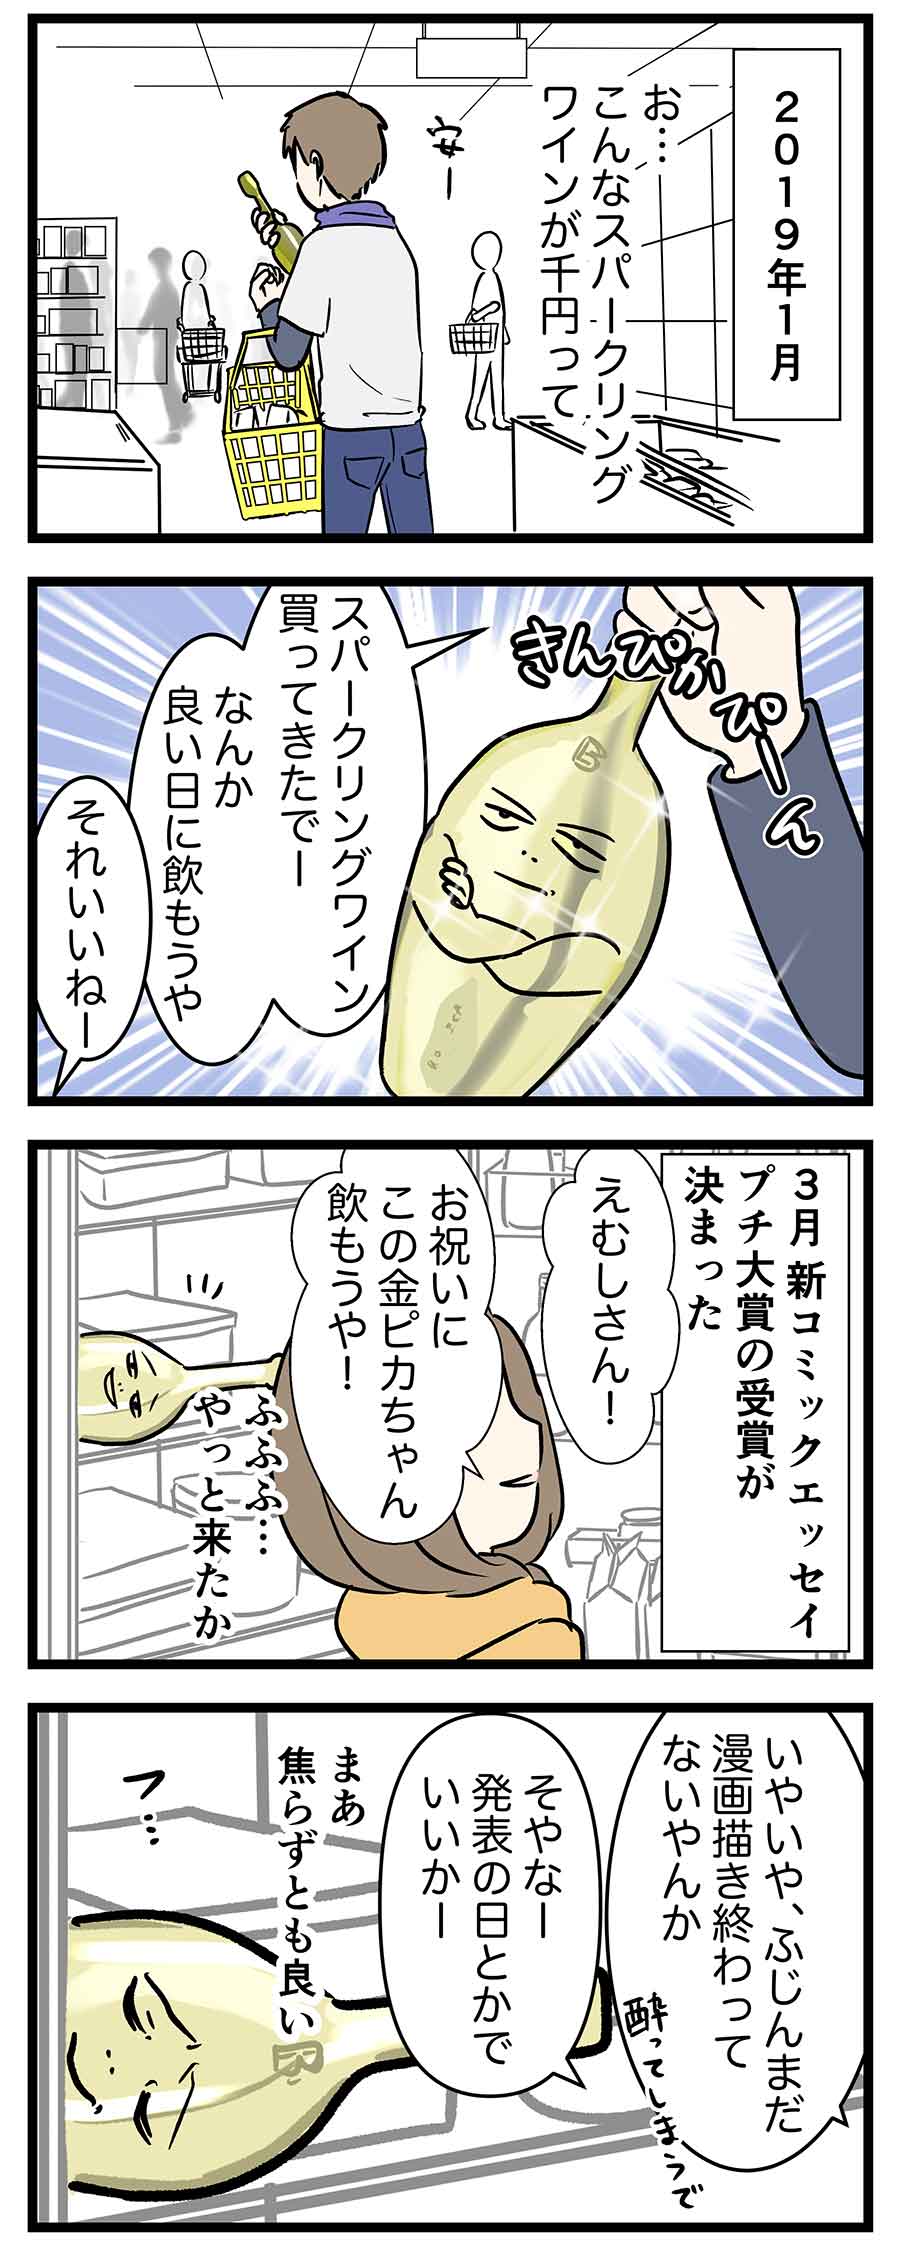 2019年1月
お…
こんなスパークリング
ワインが千円って
安ー
きんぴかぴーん
B
スパークリングワイン
買ってきたでー
なんか
良い日に飲もうや
それいいねー
3月 新コミックエッセイ
プチ大賞の受賞が
決まった
えむしさん!
お祝いに
この金ピカちゃん
飲もうや!
ふふふ…
やっと来たか
いやいや、ふじんまだ
漫画描き終わって
ないやんか
酔ってしまうで
そやなー
発表の日とかで
いいかー
まあ
焦らずとも良い
フ…
B